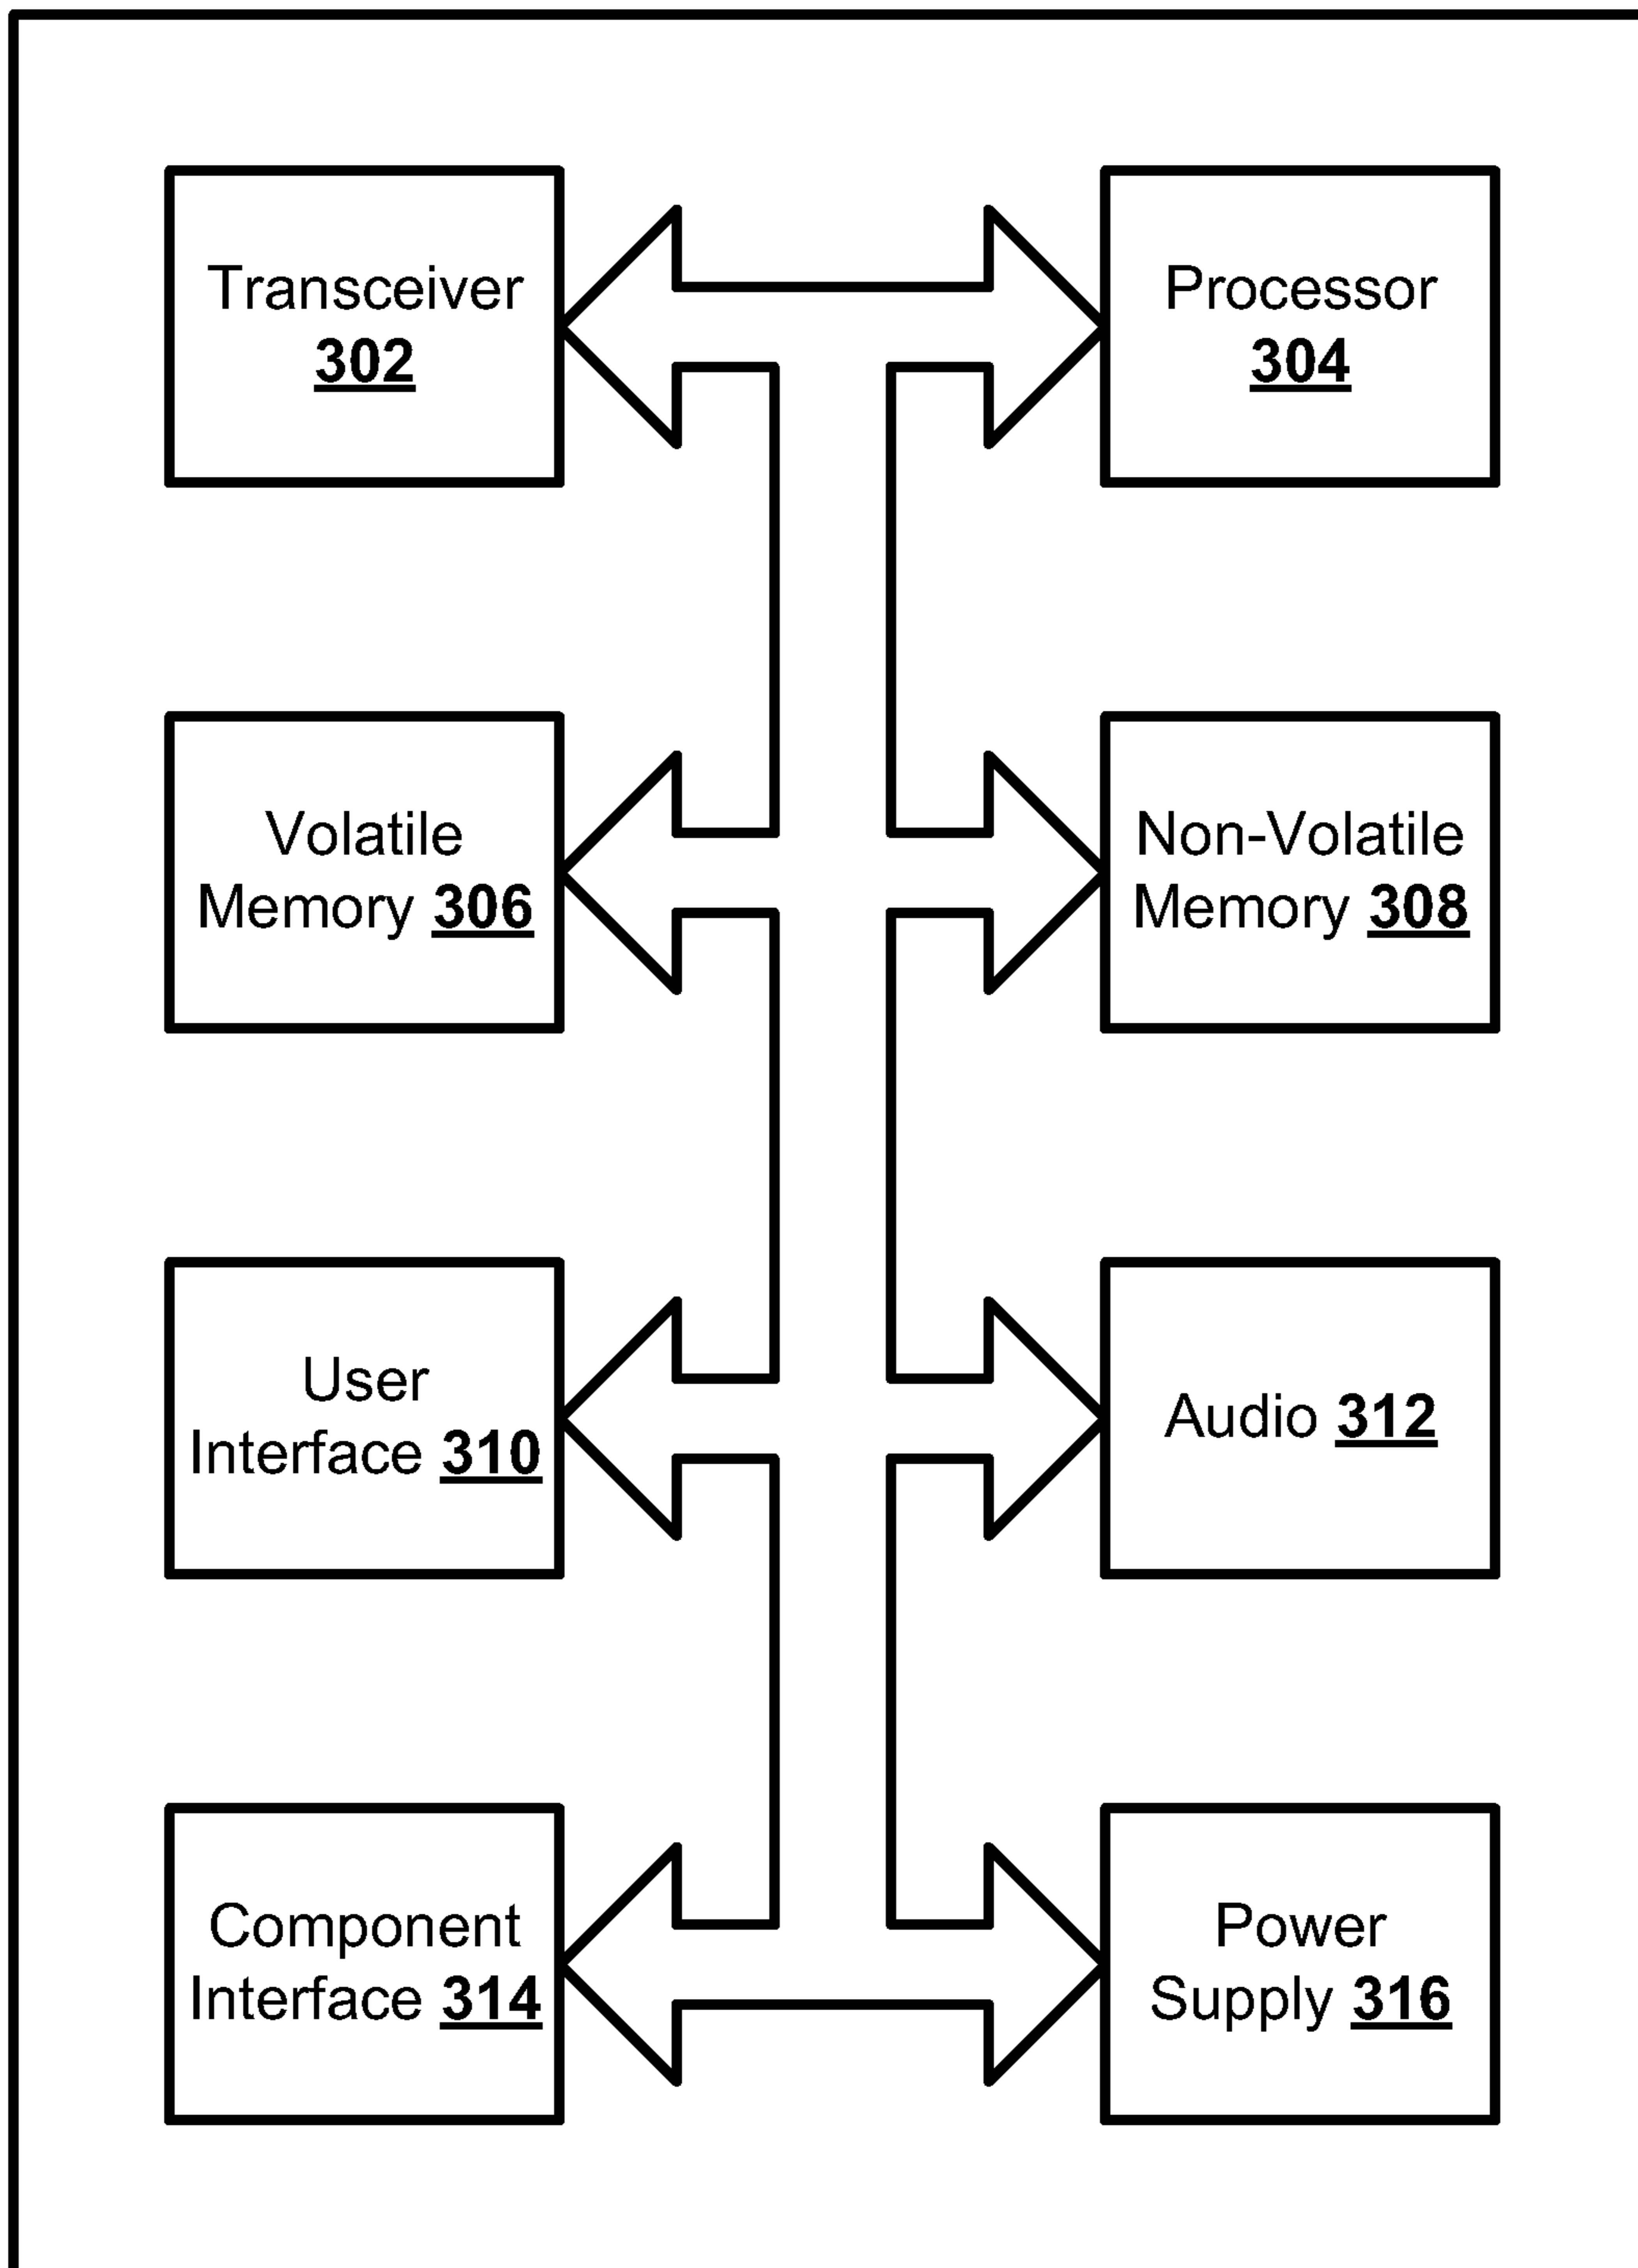 Transceiver
302
Processor
304
Volatile
Memory 306
Non-Volatile
Memory 308
User
Interface 310
Audio 312
Component
Interface 314
Power
Supply 316